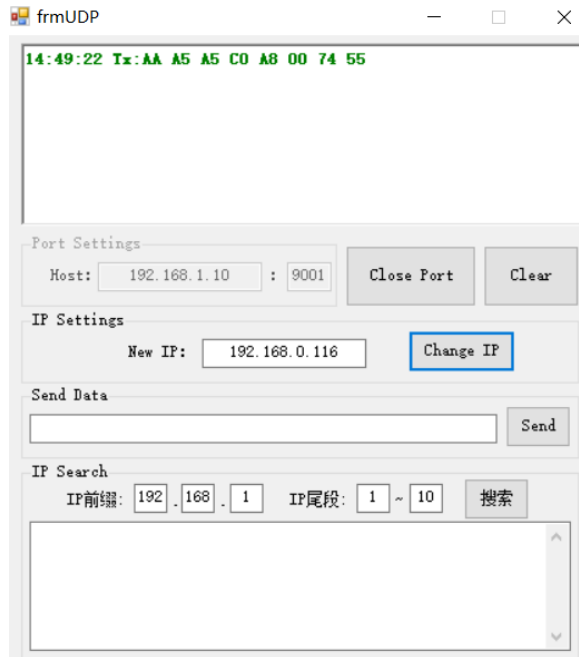 frmUDP
14:49:22 Tx:AA A5 A5 C0 A8 00 74 55
Port Settings
Host: 192.168.1.10 : 9001 Close Port Clear
IP Settings
New IP: 192.168.0.116 Change IP
Send Data
Send
IP Search
IP前缀: 192 . 168 . 1 IP尾段: 1 ~ 10 搜索